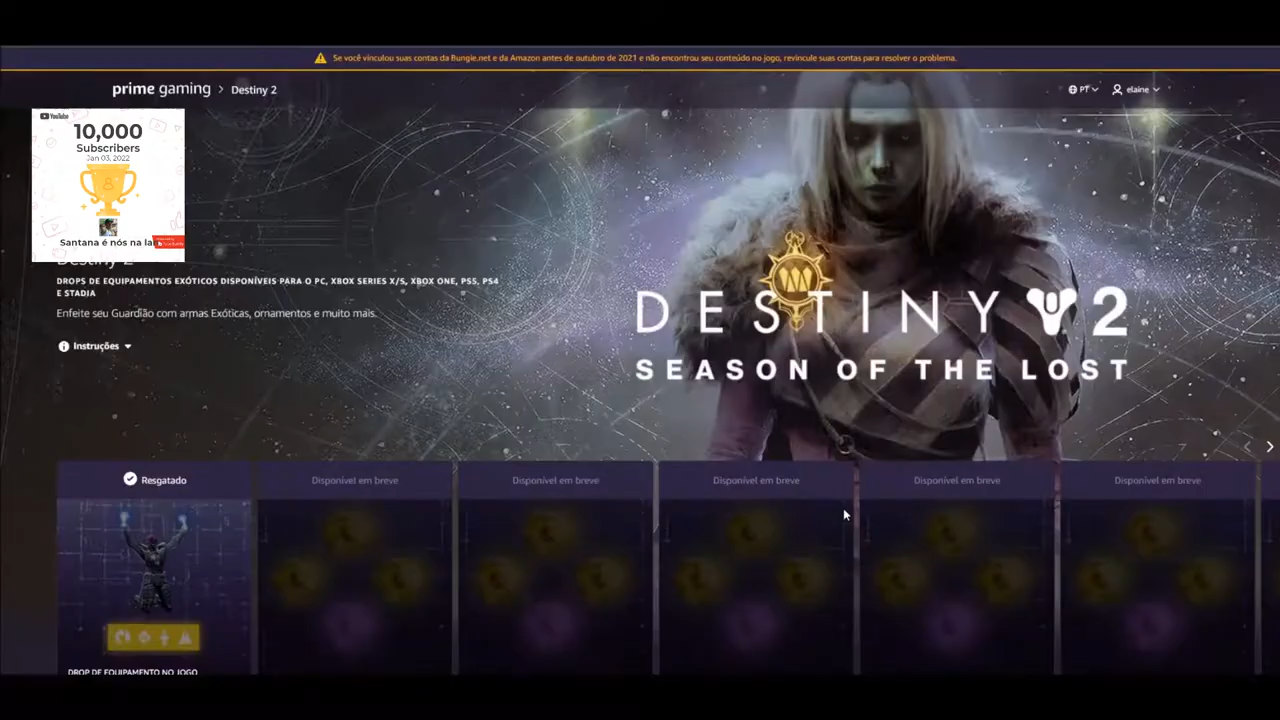 Se você vinculou suas contas da Bungie.net e da Amazon antes de outubro de 2021 e não encontrou seu conteúdo no jogo, revincule suas contas para resolver o problema.
prime gaming > Destiny 2
PT
elaine
YouTube
10,000
Subscribers
Jan 03, 2022
Santana é nós na la
Destiny 2
DROPS DE EQUIPAMENTOS EXÓTICOS DISPONÍVEIS PARA O PC, XBOX SERIES X/S, XBOX ONE, PS5, PS4
E STADIA
Enfeite seu Guardião com armas Exóticas, ornamentos e muito mais.
Instruções
DESTINY 2
SEASON OF THE LOST
Resgatado
Disponível em breve
Disponível em breve
Disponível em breve
Disponível em breve
Disponível em breve
DROP DE EQUIPAMENTO NO JOGO